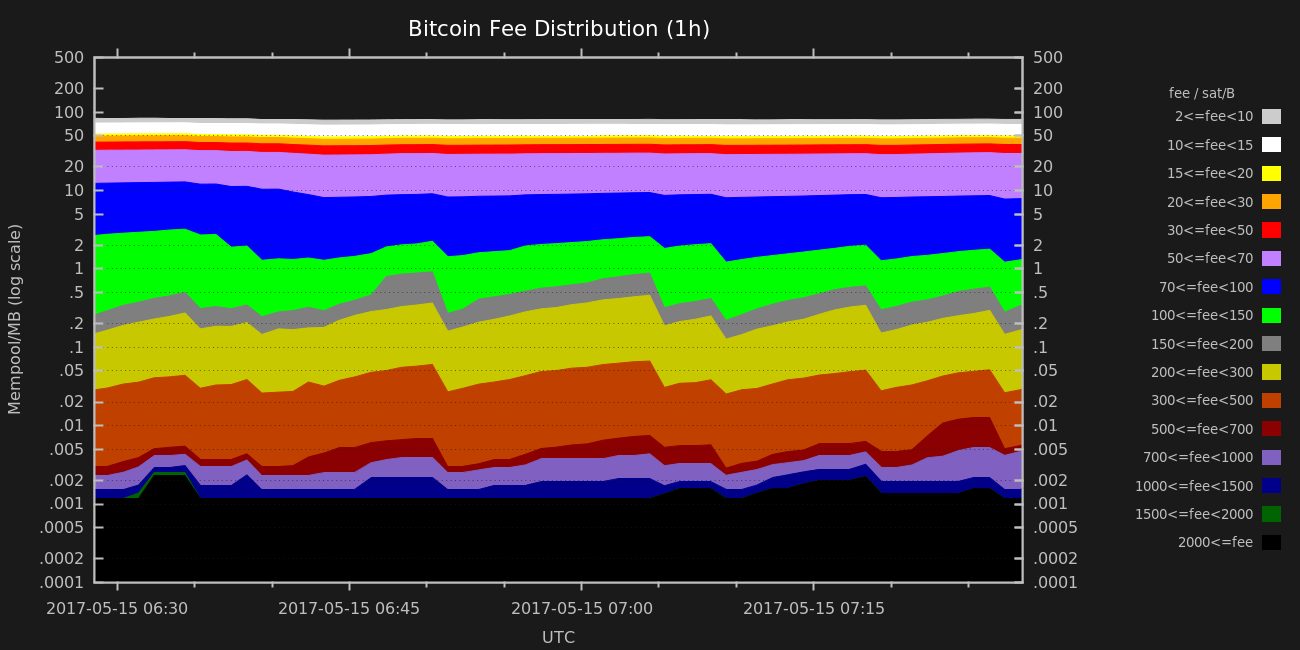 Bitcoin Fee Distribution (1h)
Mempool/MB (log scale)
500
200
100
50
20
10
5
2
1
.5
.2
.1
.05
.02
.01
.005
.002
.001
.0005
.0002
.0001
500
200
100
50
20
10
5
2
1
.5
.2
.1
.05
.02
.01
.005
.002
.001
.0005
.0002
.0001
2017-05-15 06:30
2017-05-15 06:45
2017-05-15 07:00
2017-05-15 07:15
UTC
fee / sat/B
2<=fee<10
10<=fee<15
15<=fee<20
20<=fee<30
30<=fee<50
50<=fee<70
70<=fee<100
100<=fee<150
150<=fee<200
200<=fee<300
300<=fee<500
500<=fee<700
700<=fee<1000
1000<=fee<1500
1500<=fee<2000
2000<=fee